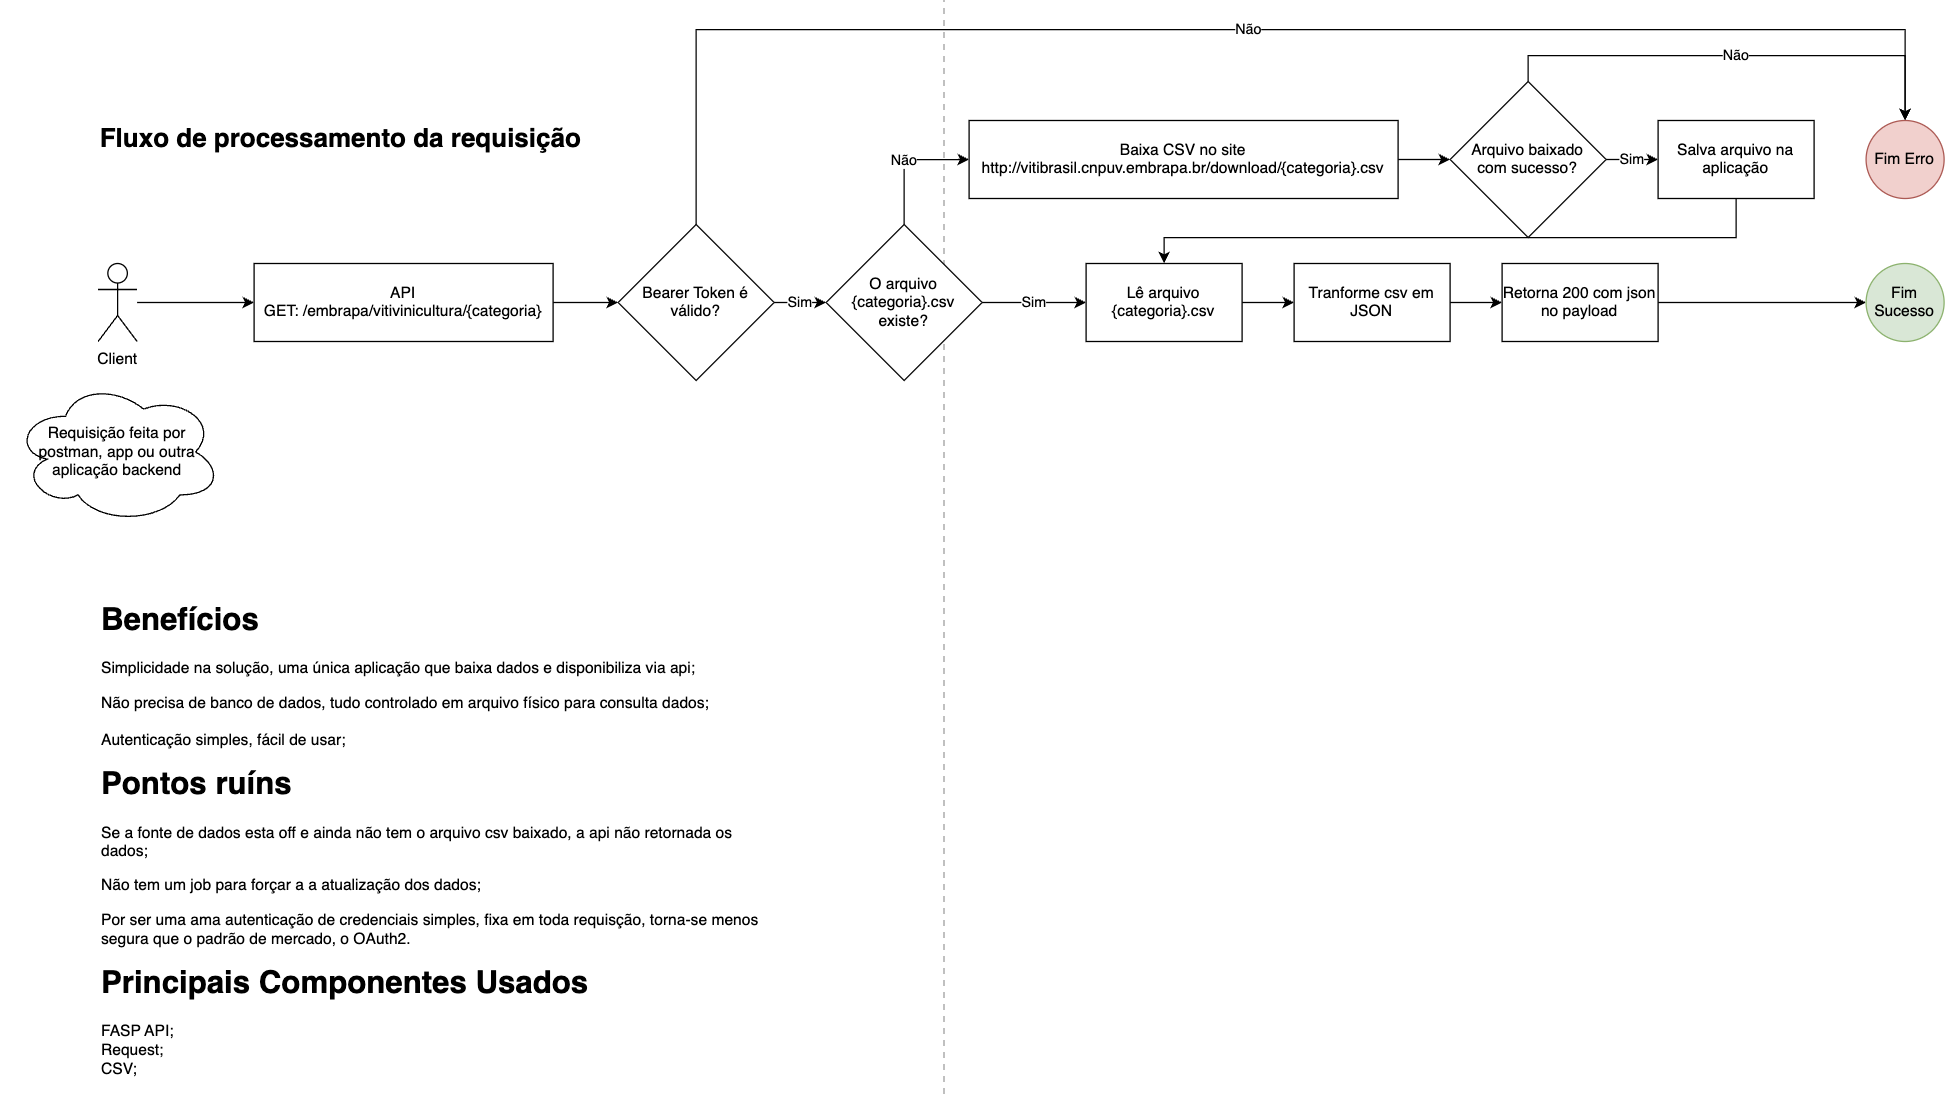 Fluxo de processamento da requisição
Não
Não
Não
Baixa CSV no site
http://vitibrasil.cnpuv.embrapa.br/download/{categoria}.csv
Arquivo baixado
com sucesso?
Sim
Salva arquivo na
aplicação
Fim Erro
Client
API
GET: /embrapa/vitivinicultura/{categoria}
Bearer Token é
válido?
Sim
O arquivo
{categoria}.csv
existe?
Sim
Lê arquivo
{categoria}.csv
Tranforme csv em
JSON
Retorna 200 com json
no payload
Fim
Sucesso
Requisição feita por
postman, app ou outra
aplicação backend
Benefícios
Simplicidade na solução, uma única aplicação que baixa dados e disponibiliza via api;
Não precisa de banco de dados, tudo controlado em arquivo físico para consulta dados;
Autenticação simples, fácil de usar;
Pontos ruíns
Se a fonte de dados esta off e ainda não tem o arquivo csv baixado, a api não retornada os
dados;
Não tem um job para forçar a a atualização dos dados;
Por ser uma ama autenticação de credenciais simples, fixa em toda requisção, torna-se menos
segura que o padrão de mercado, o OAuth2.
Principais Componentes Usados
FASP API;
Request;
CSV;